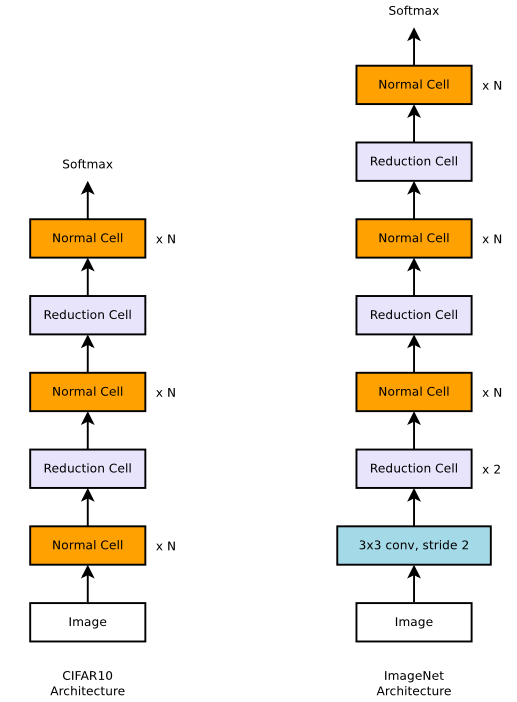 Softmax
Normal Cell x N
Reduction Cell
Normal Cell x N
Reduction Cell
Normal Cell x N
Image
CIFAR10
Architecture
Softmax
Normal Cell x N
Reduction Cell
Normal Cell x N
Reduction Cell
Normal Cell x N
Reduction Cell x 2
3x3 conv, stride 2
Image
ImageNet
Architecture